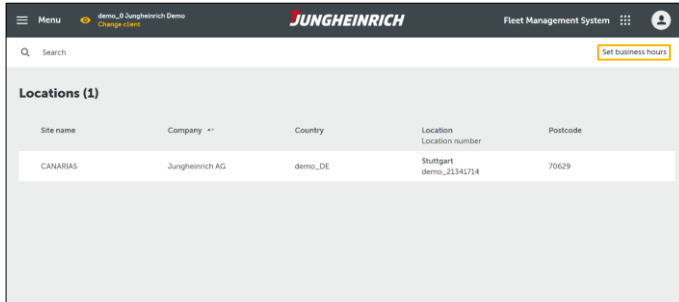 Menu
demo_0 Jungheinrich Demo
Change client
JUNGHEINRICH
Fleet Management System
Search
Set business hours
Locations (1)
Site name Company Country Location Postcode
Location number
CANARIAS Jungheinrich AG demo_DE Stuttgart 70629
demo_21341714